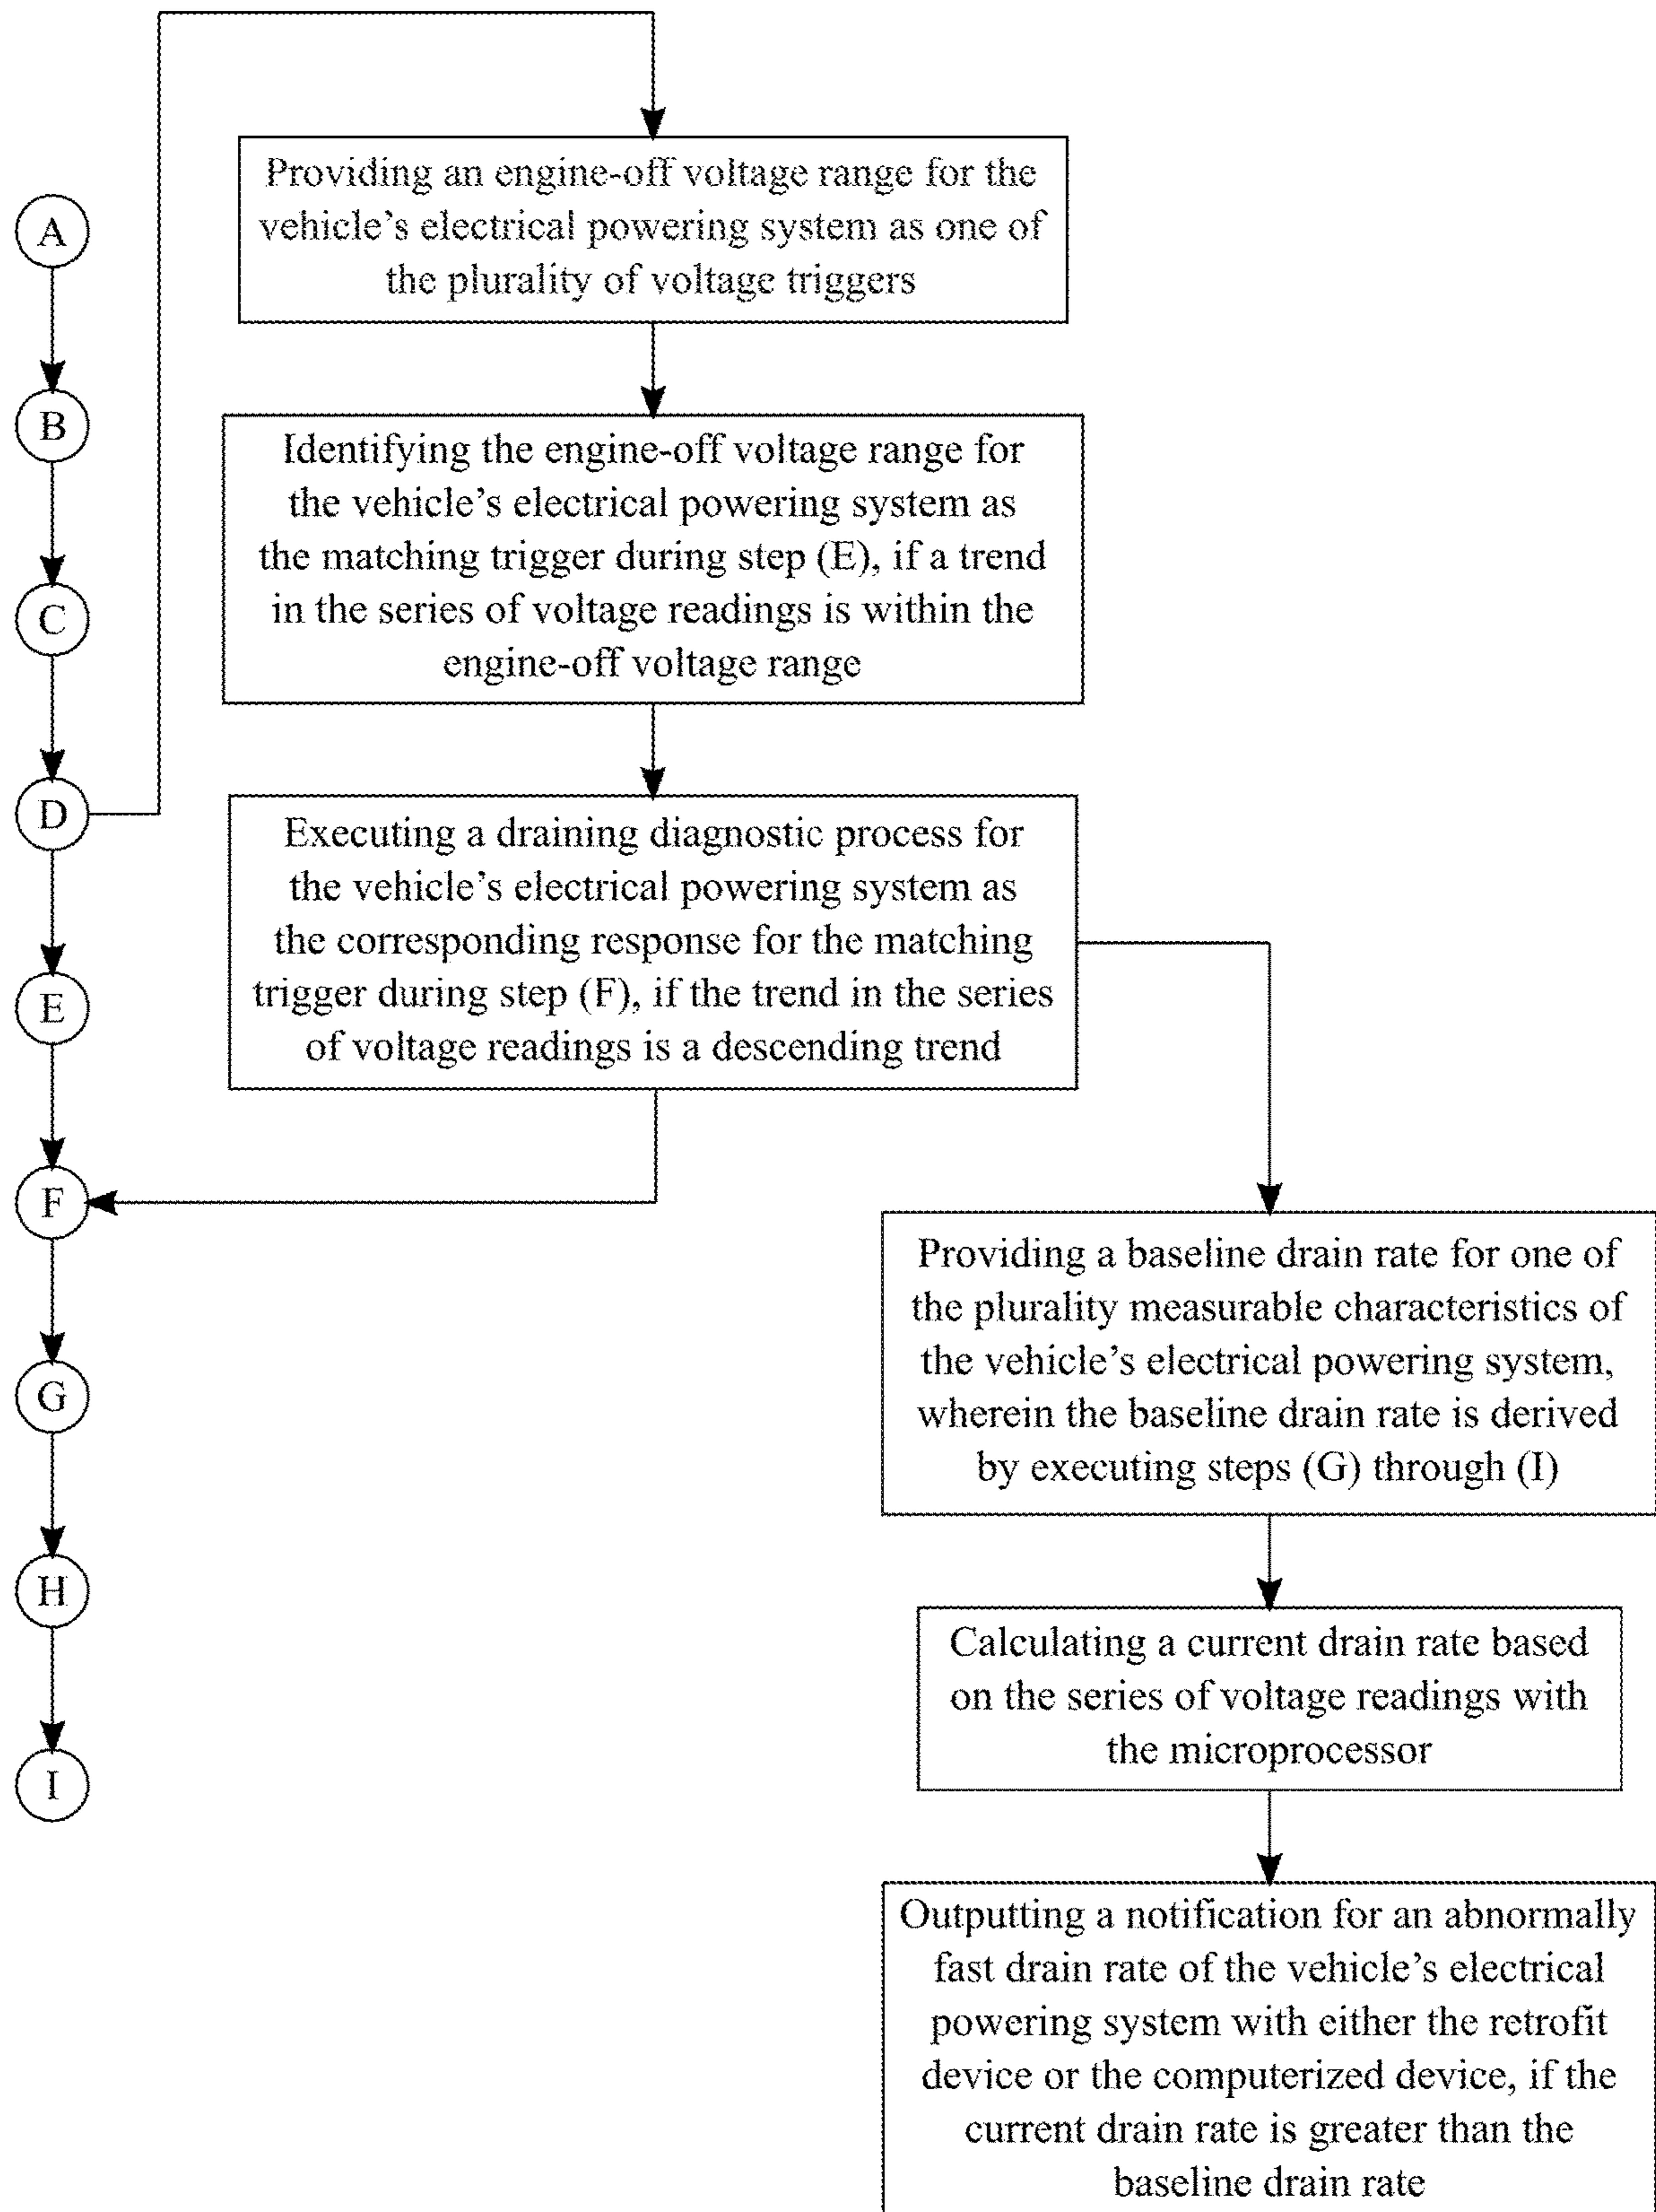 A
B
C
D
E
F
G
H
I
Providing an engine-off voltage range for the
vehicle's electrical powering system as one of
the plurality of voltage triggers
Identifying the engine-off voltage range for
the vehicle's electrical powering system as
the matching trigger during step (E), if a trend
in the series of voltage readings is within the
engine-off voltage range
Executing a draining diagnostic process for
the vehicle's electrical powering system as
the corresponding response for the matching
trigger during step (F), if the trend in the series
of voltage readings is a descending trend
Providing a baseline drain rate for one of
the plurality measurable characteristics of
the vehicle's electrical powering system,
wherein the baseline drain rate is derived
by executing steps (G) through (I)
Calculating a current drain rate based
on the series of voltage readings with
the microprocessor
Outputting a notification for an abnormally
fast drain rate of the vehicle's electrical
powering system with either the retrofit
device or the computerized device, if the
current drain rate is greater than the
baseline drain rate